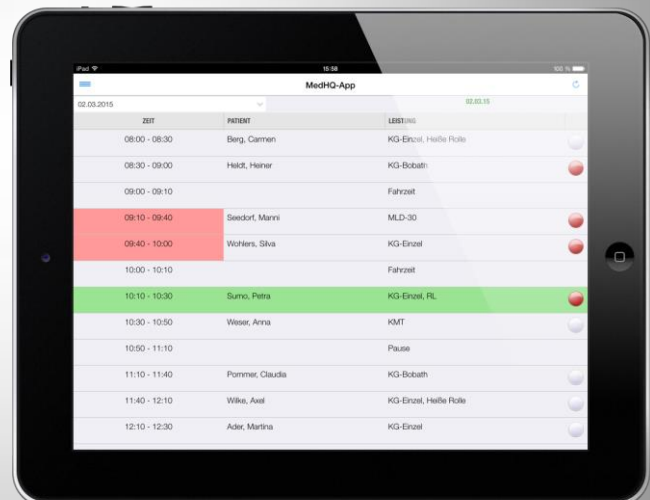 iPad 15:58 100 %
MedHQ-App
02.03.2015 02.03.15
ZEIT PATIENT LEISTUNG
08:00 - 08:30 Berg, Carmen KG-Einzel, Heiße Rolle
08:30 - 09:00 Heldt, Heiner KG-Bobath
09:00 - 09:10 Fahrzeit
09:10 - 09:40 Seedorf, Manni MLD-30
09:40 - 10:00 Wohlers, Silva KG-Einzel
10:00 - 10:10 Fahrzeit
10:10 - 10:30 Sumo, Petra KG-Einzel, RL
10:30 - 10:50 Weser, Anna KMT
10:50 - 11:10 Pause
11:10 - 11:40 Pommer, Claudia KG-Bobath
11:40 - 12:10 Wilke, Axel KG-Einzel, Heiße Rolle
12:10 - 12:30 Ader, Martina KG-Einzel